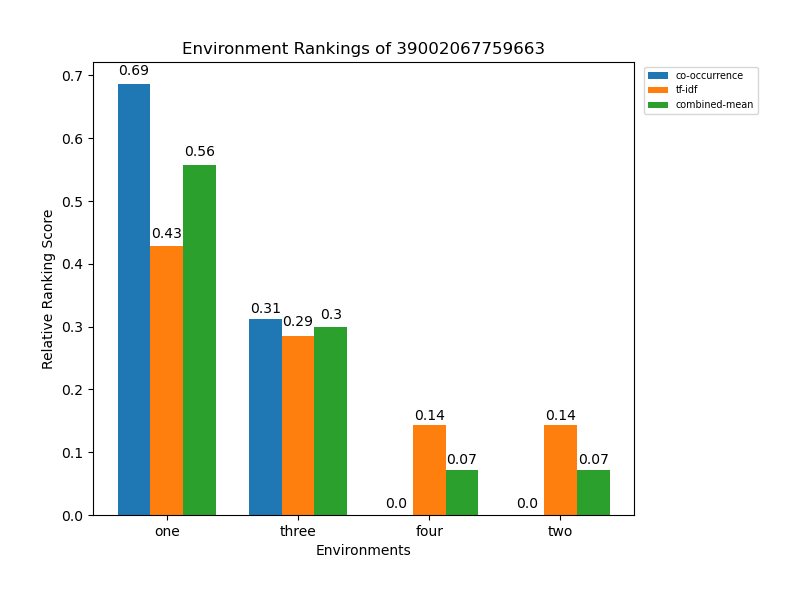 Environment Rankings of 39002067759663
co-occurrence
tf-idf
combined-mean
Relative Ranking Score
0.7
0.6
0.5
0.4
0.3
0.2
0.1
0.0
0.69
0.43
0.56
0.31
0.29
0.3
0.0
0.14
0.07
0.0
0.14
0.07
one three four two
Environments